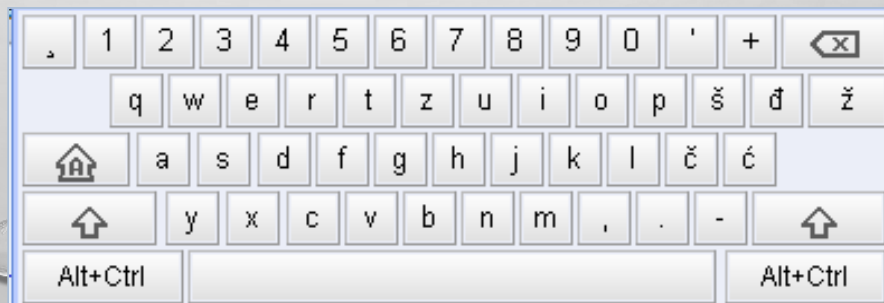 ¸ 1 2 3 4 5 6 7 8 9 0 ' +
q w e r t z u i o p š đ ž
a s d f g h j k l č ć
y x c v b n m , . -
Alt+Ctrl Alt+Ctrl